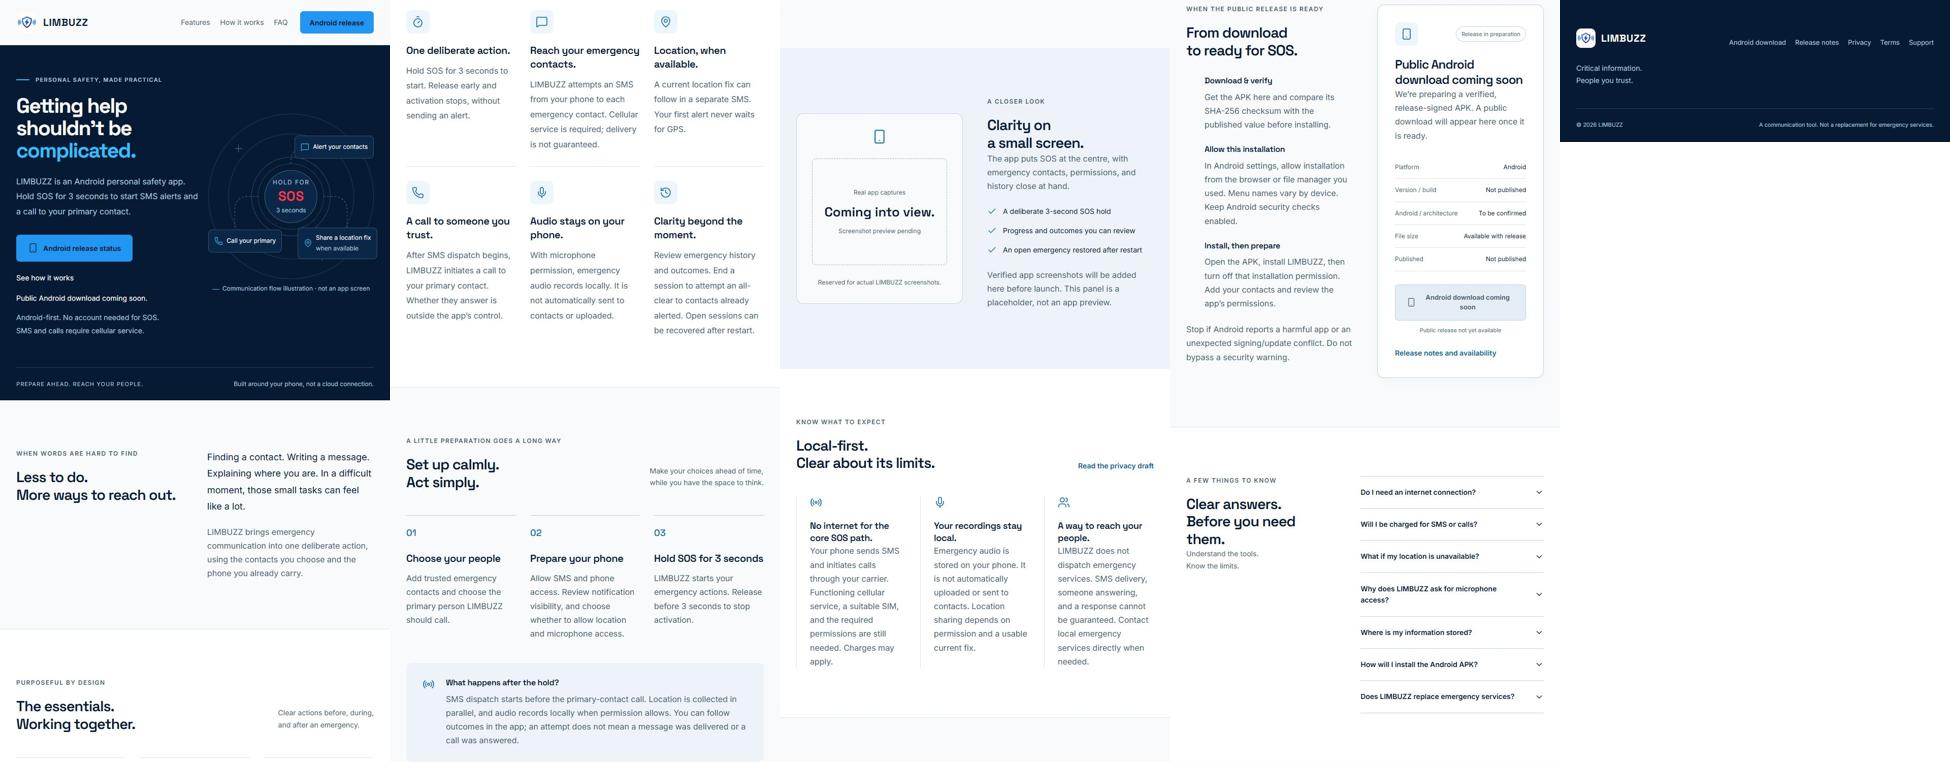 LIMBUZZ
Features
How it works
FAQ
Android release
PERSONAL SAFETY, MADE PRACTICAL
Getting help
shouldn't be
complicated.
LIMBUZZ is an Android personal safety app.
Hold SOS for 3 seconds to start SMS alerts and
a call to your primary contact.
Android release status
See how it works
Public Android download coming soon.
Android-first. No account needed for SOS.
SMS and calls require cellular service.
Alert your contacts
HOLD FOR
SOS
3 seconds
Call your primary
Share a location fix
when available
Communication flow illustration · not an app screen
PREPARE AHEAD. REACH YOUR PEOPLE.
Built around your phone, not a cloud connection.
WHEN WORDS ARE HARD TO FIND
Less to do.
More ways to reach out.
Finding a contact. Writing a message.
Explaining where you are. In a difficult
moment, those small tasks can feel
like a lot.
LIMBUZZ brings emergency
communication into one deliberate action,
using the contacts you choose and the
phone you already carry.
PURPOSEFUL BY DESIGN
The essentials.
Working together.
Clear actions before, during,
and after an emergency.
One deliberate action.
Hold SOS for 3 seconds to
start. Release early and
activation stops, without
sending an alert.
Reach your emergency
contacts.
LIMBUZZ attempts an SMS
from your phone to each
emergency contact. Cellular
service is required; delivery
is not guaranteed.
Location, when
available.
A current location fix can
follow in a separate SMS.
Your first alert never waits
for GPS.
A call to someone you
trust.
After SMS dispatch begins,
LIMBUZZ initiates a call to
your primary contact.
Whether they answer is
outside the app's control.
Audio stays on your
phone.
With microphone
permission, emergency
audio records locally. It is
not automatically sent to
contacts or uploaded.
Clarity beyond the
moment.
Review emergency history
and outcomes. End a
session to attempt an all-
clear to contacts already
alerted. Open sessions can
be recovered after restart.
A LITTLE PREPARATION GOES A LONG WAY
Set up calmly.
Act simply.
Make your choices ahead of time,
while you have the space to think.
01
Choose your people
Add trusted emergency
contacts and choose the
primary person LIMBUZZ
should call.
02
Prepare your phone
Allow SMS and phone
access. Review notification
visibility, and choose
whether to allow location
and microphone access.
03
Hold SOS for 3 seconds
LIMBUZZ starts your
emergency actions. Release
before 3 seconds to stop
activation.
What happens after the hold?
SMS dispatch starts before the primary-contact call. Location is collected in
parallel, and audio records locally when permission allows. You can follow
outcomes in the app; an attempt does not mean a message was delivered or a
call was answered.
Real app captures
Coming into view.
Screenshot preview pending
Reserved for actual LIMBUZZ screenshots.
A CLOSER LOOK
Clarity on
a small screen.
The app puts SOS at the centre, with
emergency contacts, permissions, and
history close at hand.
A deliberate 3-second SOS hold
Progress and outcomes you can review
An open emergency restored after restart
Verified app screenshots will be added
here before launch. This panel is a
placeholder, not an app preview.
KNOW WHAT TO EXPECT
Local-first.
Clear about its limits.
Read the privacy draft
No internet for the
core SOS path.
Your phone sends SMS
and initiates calls
through your carrier.
Functioning cellular
service, a suitable SIM,
and the required
permissions are still
needed. Charges may
apply.
Your recordings stay
local.
Emergency audio is
stored on your phone. It
is not automatically
uploaded or sent to
contacts. Location
sharing depends on
permission and a usable
current fix.
A way to reach your
people.
LIMBUZZ does not
dispatch emergency
services. SMS delivery,
someone answering,
and a response cannot
be guaranteed. Contact
local emergency
services directly when
needed.
WHEN THE PUBLIC RELEASE IS READY
From download
to ready for SOS.
Download & verify
Get the APK here and compare its
SHA-256 checksum with the
published value before installing.
Allow this installation
In Android settings, allow installation
from the browser or file manager you
used. Menu names vary by device.
Keep Android security checks
enabled.
Install, then prepare
Open the APK, install LIMBUZZ, then
turn off that installation permission.
Add your contacts and review the
app's permissions.
Stop if Android reports a harmful app or an
unexpected signing/update conflict. Do not
bypass a security warning.
Release in preparation
Public Android
download coming soon
We're preparing a verified,
release-signed APK. A public
download will appear here once it
is ready.
Platform
Android
Version / build
Not published
Android / architecture
To be confirmed
File size
Available with release
Published
Not published
Android download coming
soon
Public release not yet available
Release notes and availability
A FEW THINGS TO KNOW
Clear answers.
Before you need
them.
Understand the tools.
Know the limits.
Do I need an internet connection?
Will I be charged for SMS or calls?
What if my location is unavailable?
Why does LIMBUZZ ask for microphone
access?
Where is my information stored?
How will I install the Android APK?
Does LIMBUZZ replace emergency services?
LIMBUZZ
Critical information.
People you trust.
Android download
Release notes
Privacy
Terms
Support
© 2026 LIMBUZZ
A communication tool. Not a replacement for emergency services.